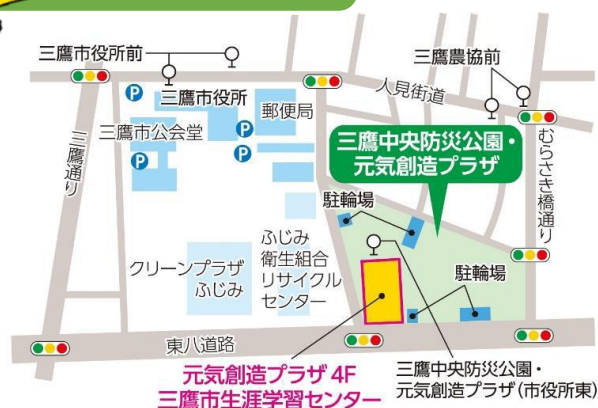 三鷹市役所前
三鷹農協前
人見街道
P
三鷹市役所
郵便局
三鷹市公会堂
P
P
P
三鷹通り
むらさき橋通り
三鷹中央防災公園・
元気創造プラザ
駐輪場
クリーンプラザ
ふじみ
ふじみ
衛生組合
リサイクル
センター
駐輪場
東八道路
元気創造プラザ 4F
三鷹市生涯学習センター
三鷹中央防災公園・
元気創造プラザ(市役所東)